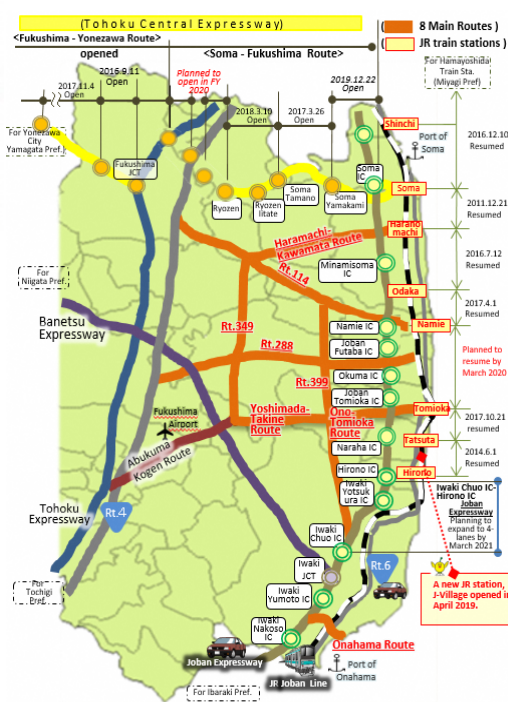 (Tohoku Central Expressway)
( 8 Main Routes )
( JR train stations )
<Fukushima - Yonezawa Route>
opened
<Soma - Fukushima Route>
For Hamayoshida
Train Sta.
(Miyagi Pref)
2017.11.4
Open
2016.9.11
Open
Planned to
open in FY
2020
2018.3.10
Open
2017.3.26
Open
2019.12.22
Open
Shinchi
Port of
Soma
2016.12.10
Resumed
For Yonezawa
City
Yamagata Pref.
Fukushima
JCT
Ryozen
Ryozen
Iitate
Soma
Tamano
Soma
Yamakami
Soma
IC
Soma
2011.12.21
Resumed
Harano
machi
Haramachi-
Kawamata Route
Rt.114
Minamisoma
IC
2016.7.12
Resumed
For
Niigata Pref.
Odaka
2017.4.1
Resumed
Banetsu
Expressway
Rt.349
Namie IC
Namie
Rt.288
Joban
Futaba IC
Planned to
resume by
March 2020
Okuma IC
Rt.399
Joban
Tomioka IC
Yoshimada-
Takine
Route
Ono-
Tomioka
Route
Tomioka
2017.10.21
Resumed
Fukushima
Airport
Abukuma
Kogen Route
Naraha IC
Tatsuta
2014.6.1
Resumed
Hirono IC
Hirono
Tohoku
Expressway
Rt.4
Iwaki
Yotsuk
ura IC
Iwaki Chuo IC-
Hirono IC
Joban
Expressway
Planning to
expand to 4-
lanes by
March 2021
Iwaki
Chuo IC
Iwaki
JCT
Rt.6
For
Tochigi
Pref.
Iwaki
Yumoto IC
A new JR station,
J-Village opened in
April 2019.
Iwaki
Nakoso
IC
Onahama Route
Joban Expressway
JR Joban Line
Port of
Onahama
For Ibaraki Pref.